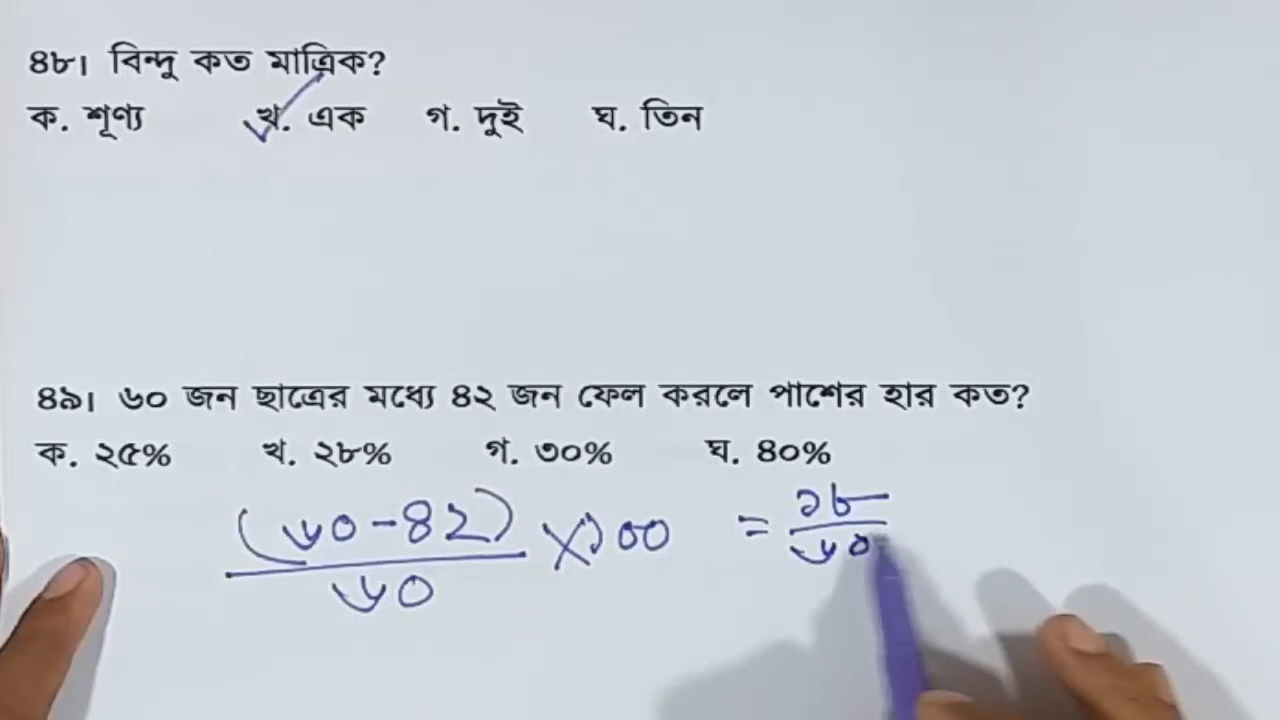 ৪৮। বিন্দু কত মাত্রিক?
ক. শূণ্য খ. এক গ. দুই ঘ. তিন
৪৯। ৬০ জন ছাত্রের মধ্যে ৪২ জন ফেল করলে পাশের হার কত?
ক. ২৫% খ. ২৮% গ. ৩০% ঘ. ৪০%
(৬০-৪২) ×১০০ = ১৮
৬০ ৬০